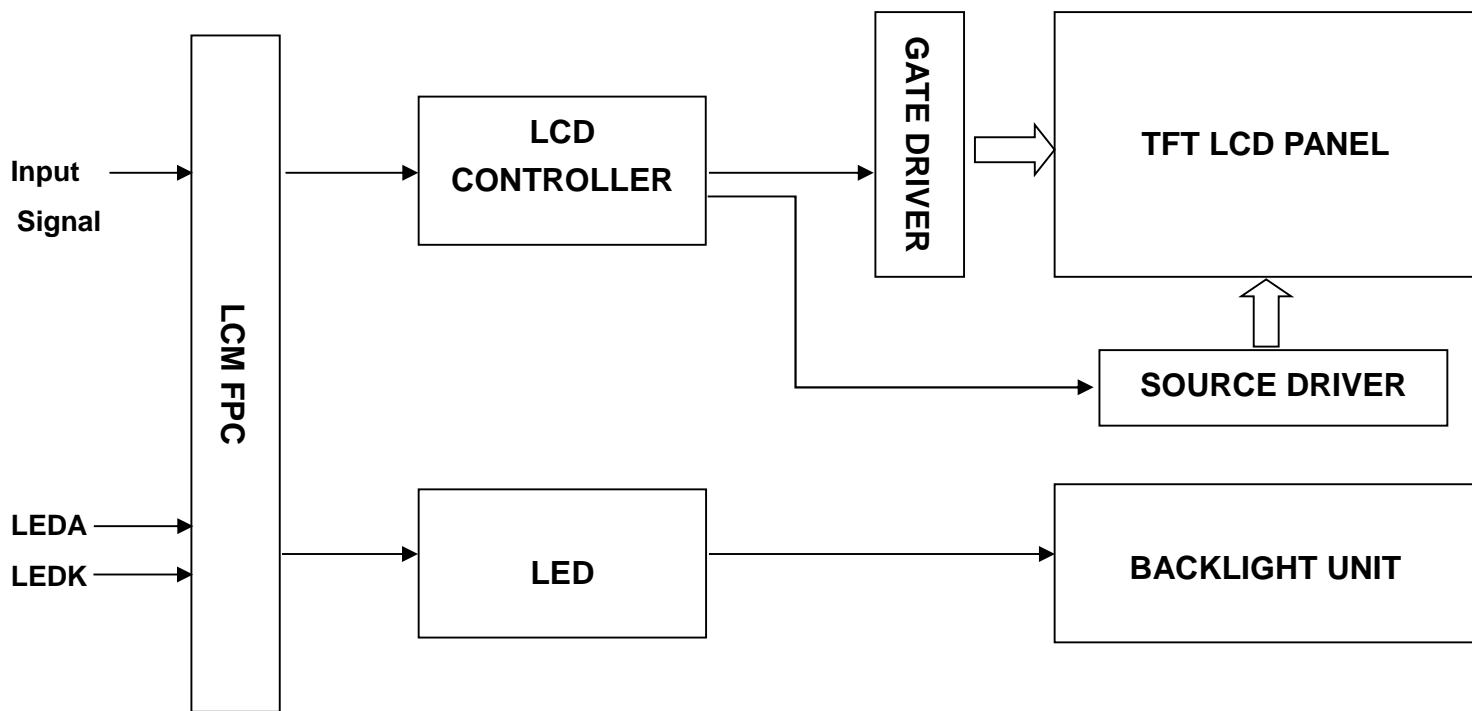 Input
Signal
LEDA
LEDK
LCM FPC
LCD
CONTROLLER
LED
GATE DRIVER
TFT LCD PANEL
SOURCE DRIVER
BACKLIGHT UNIT